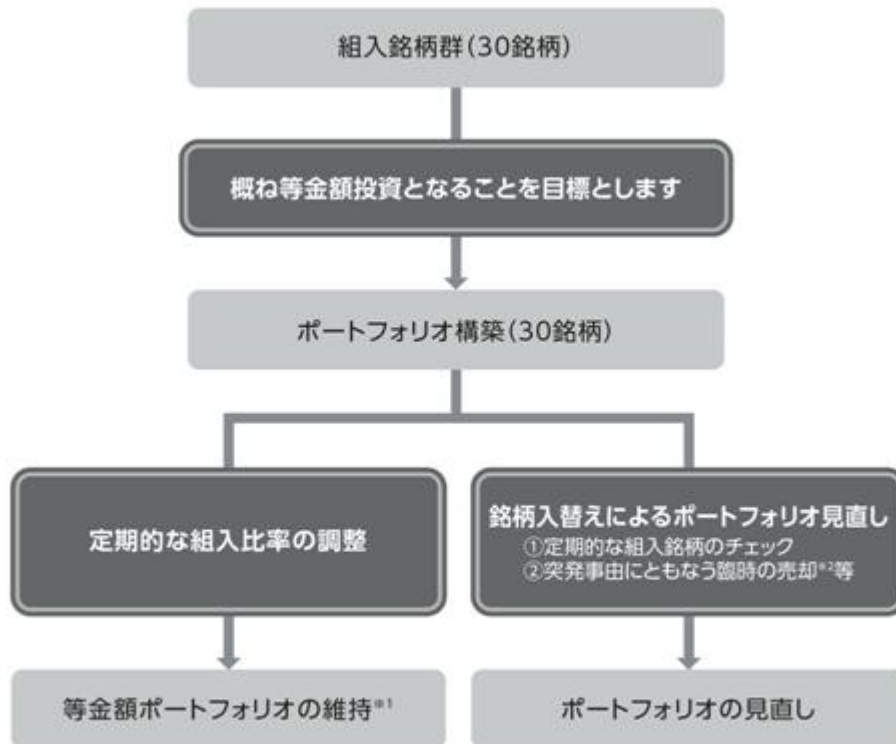 組入銘柄群(30銘柄)
概ね等金額投資となることを目標とします
ポートフォリオ構築(30銘柄)
定期的な組入比率の調整
銘柄入替えによるポートフォリオ見直し
①定期的な組入銘柄のチェック
②突発事由にともなう臨時の売却※2等
等金額ポートフォリオの維持※1
ポートフォリオの見直し